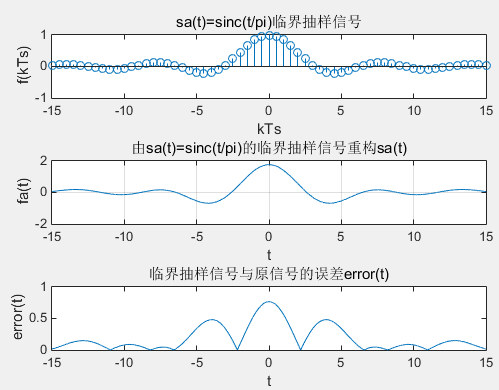 sa(t)=sinc(t/pi)临界抽样信号
f(kTs)
1
0
-1
-15 -10 -5 0 5 10 15
kTs
由sa(t)=sinc(t/pi)的临界抽样信号重构sa(t)
fa(t)
2
0
-2
-15 -10 -5 0 5 10 15
t
临界抽样信号与原信号的误差error(t)
error(t)
1
0.5
0
-15 -10 -5 0 5 10 15
t